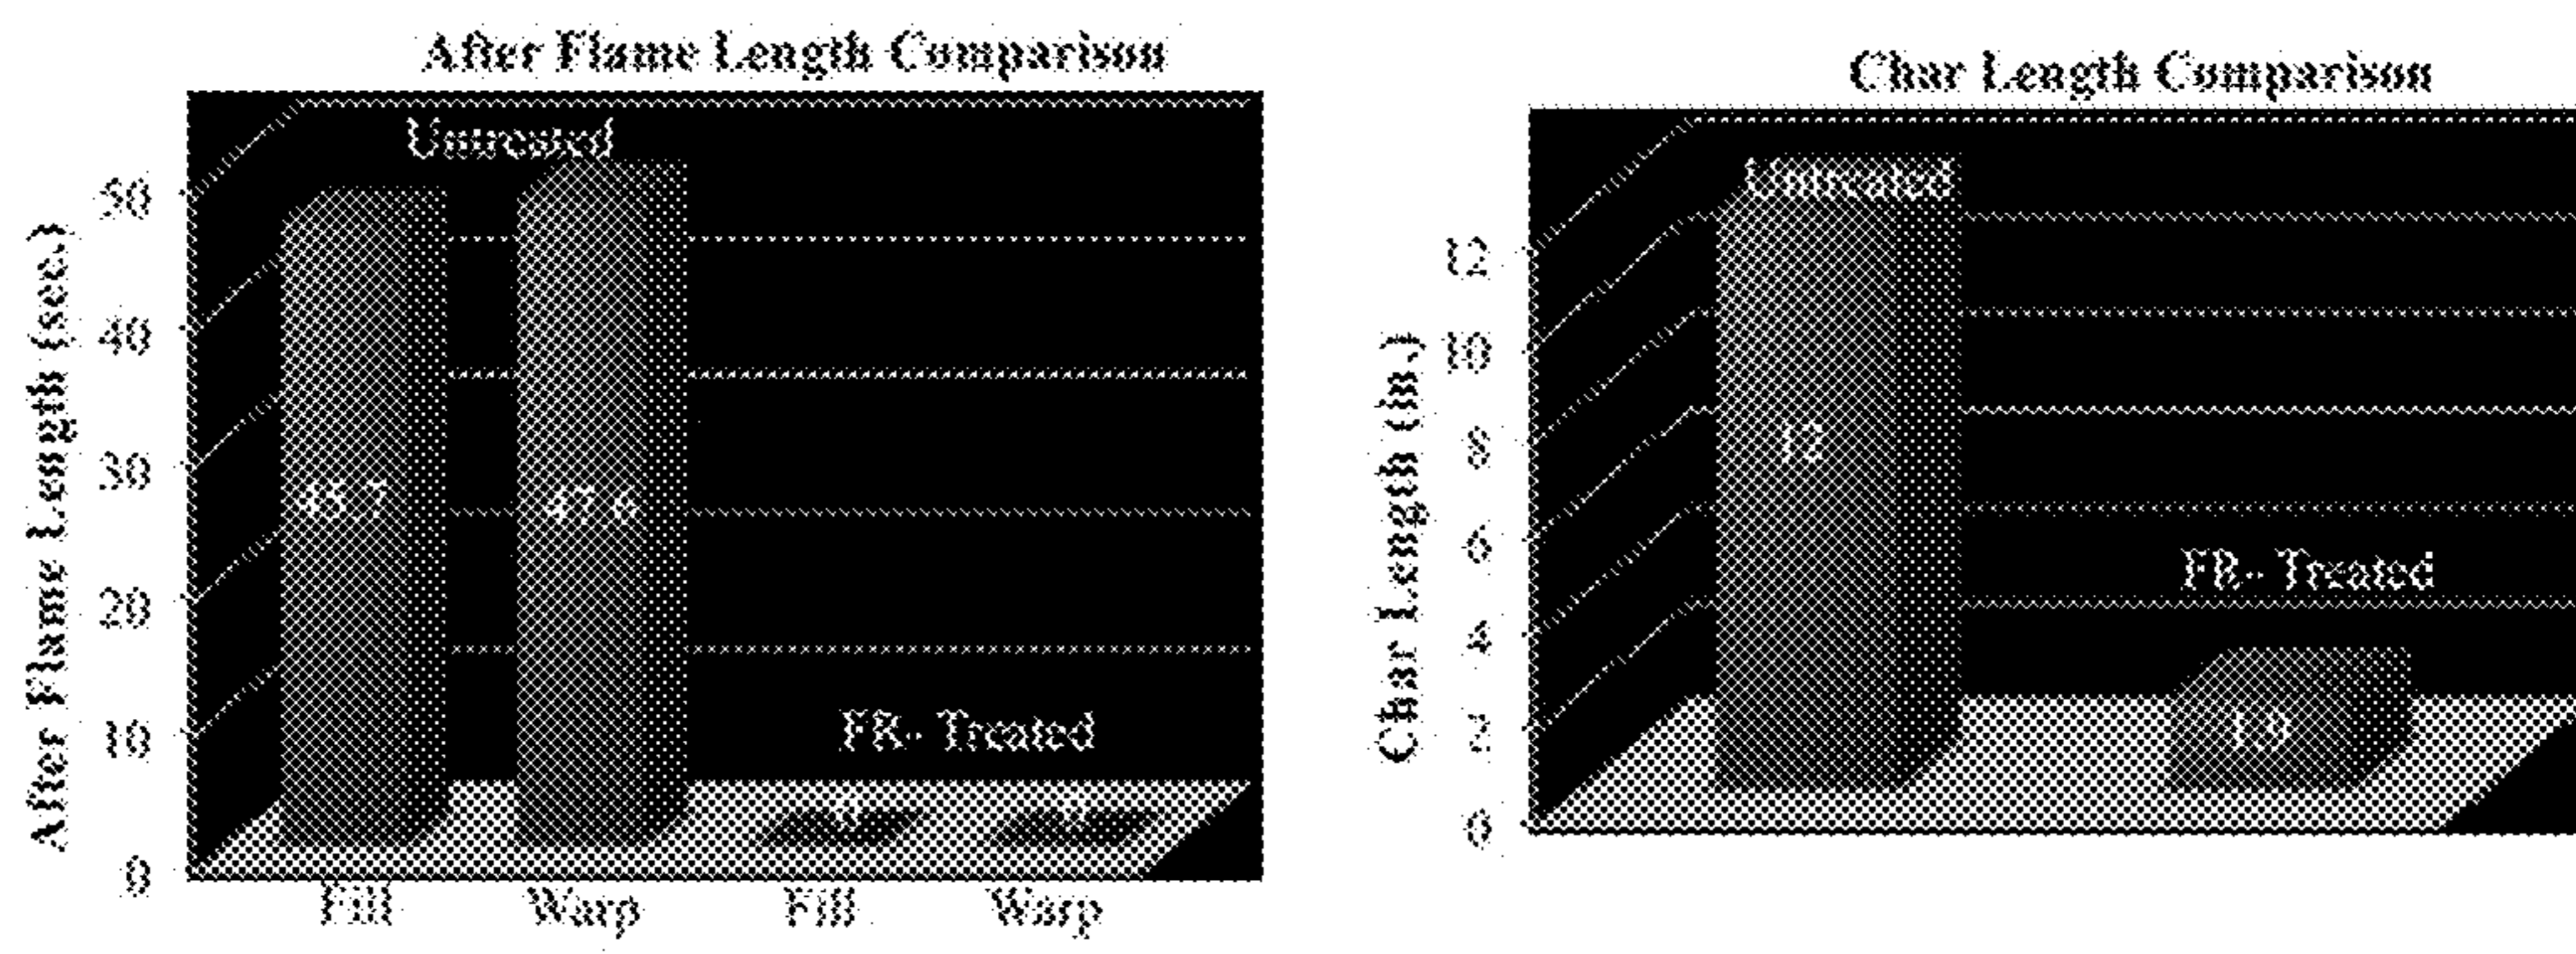 After Flame Length Comparison
After Flame Length (sec.)
50
40
30
20
10
0
Untreated
45.7
47.6
FR- Treated
0
0
Fill
Warp
Fill
Warp
Char Length Comparison
Char Length (in.)
12
10
8
6
4
2
0
Untreated
12
FR- Treated
1.9